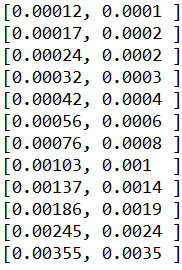 [0.00012, 0.0001 ]
[0.00017, 0.0002 ]
[0.00024, 0.0002 ]
[0.00032, 0.0003 ]
[0.00042, 0.0004 ]
[0.00056, 0.0006 ]
[0.00076, 0.0008 ]
[0.00103, 0.001  ]
[0.00137, 0.0014 ]
[0.00186, 0.0019 ]
[0.00245, 0.0024 ]
[0.00355, 0.0035 ]